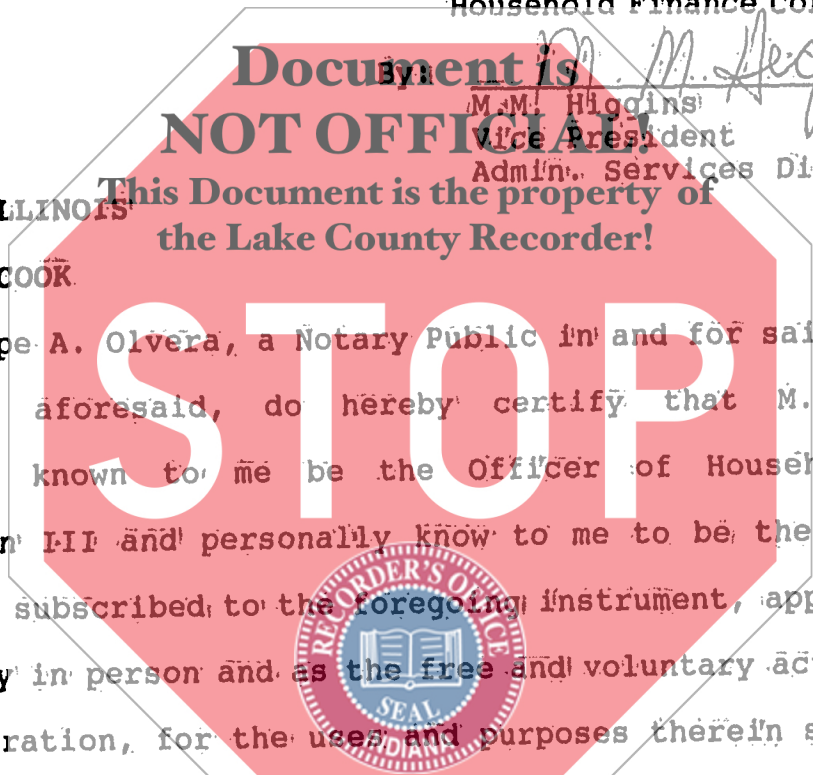 Household Finance Co
Document is
By:
M.M. Higgins
NOT OFFICIAL!
Vice President
Admin. Services Di
This Document is the property of
LLINOIS
the Lake County Recorder!
COOK
STOP
pe A. Olvera, a Notary Public in and for sai
aforesaid, do hereby certify that M.
known to me be the Officer of Househ
n III and personally know to me to be the
subscribed to the foregoing instrument, app
y in person and as the free and voluntary ac
ration, for the uses and purposes therein s
RECORDER'S OFFICE
SEAL
INDIANA